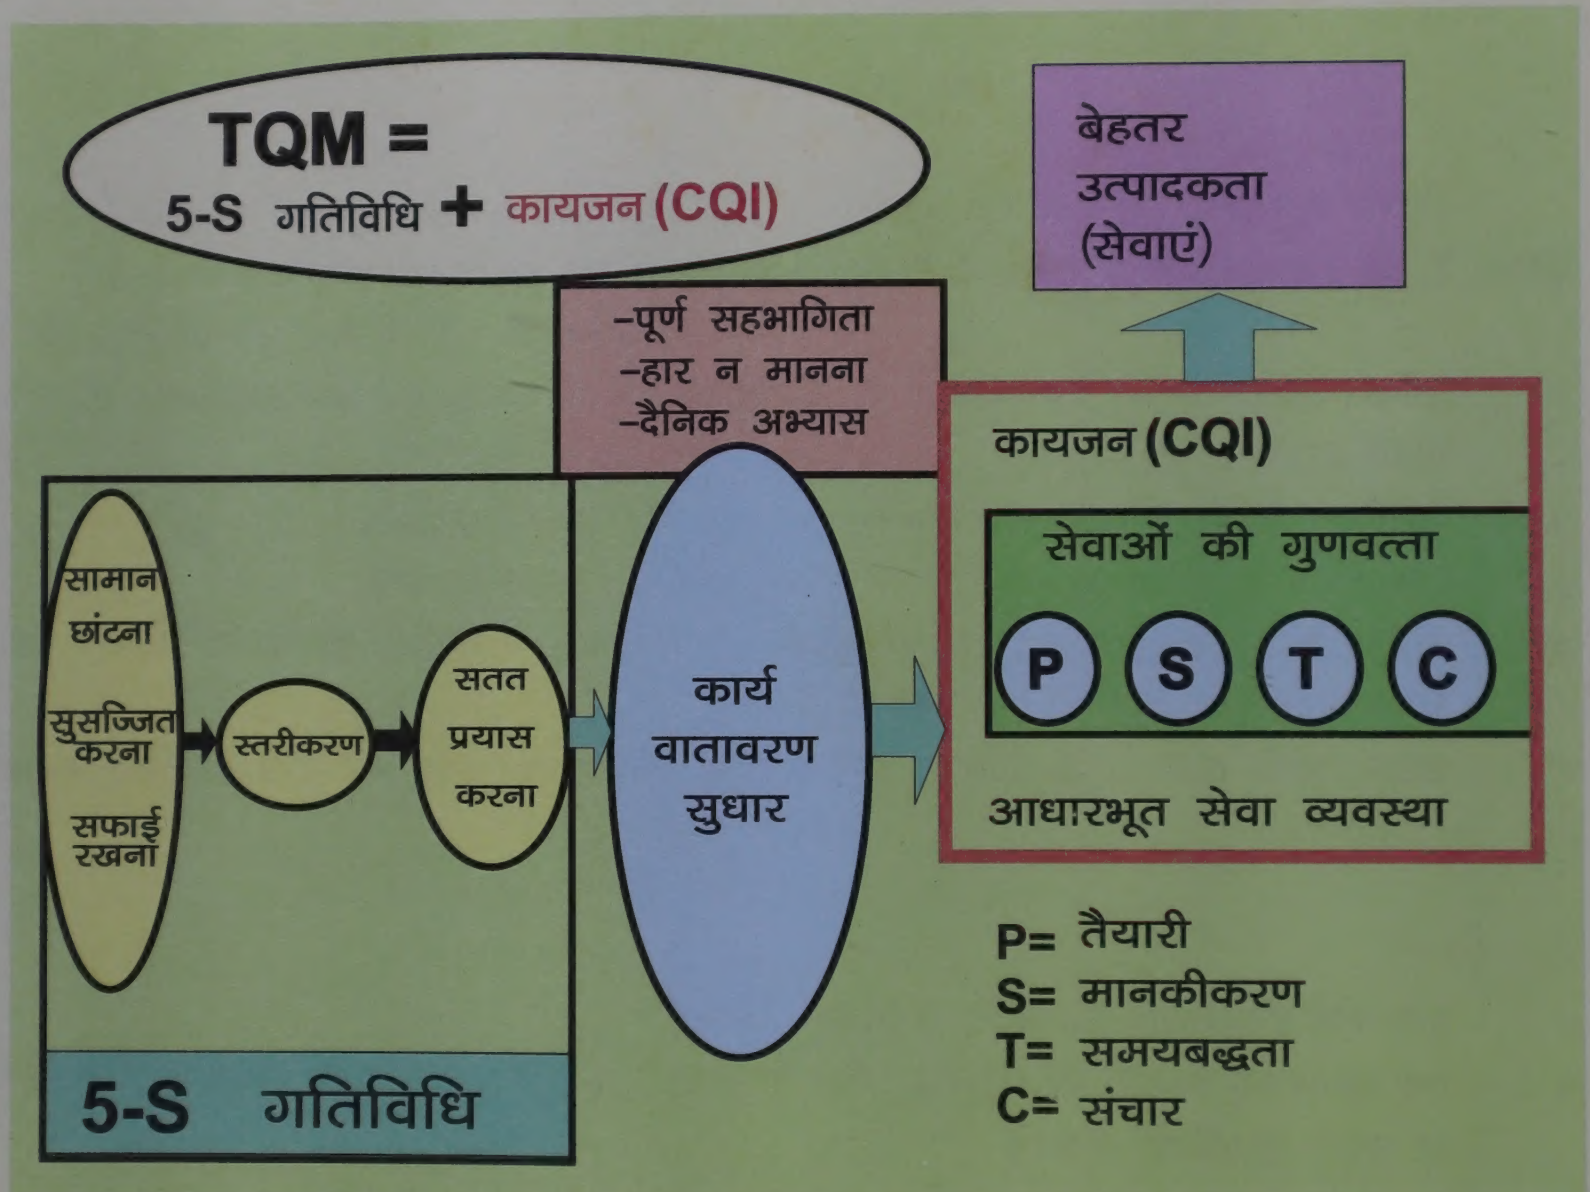 TQM =
5-S गतिविधि + कायजन (CQI)
बेहतर
उत्पादकता
(सेवाएं)
–पूर्ण सहभागिता
–हार न मानना
–दैनिक अभ्यास
सामान
छांटना
सुसज्जित
करना
सफाई
रखना
स्तरीकरण
सतत
प्रयास
करना
5-S गतिविधि
कार्य
वातावरण
सुधार
कायजन (CQI)
सेवाओं की गुणवत्ता
P S T C
आधारभूत सेवा व्यवस्था
P= तैयारी
S= मानकीकरण
T= समयबद्धता
C= संचार